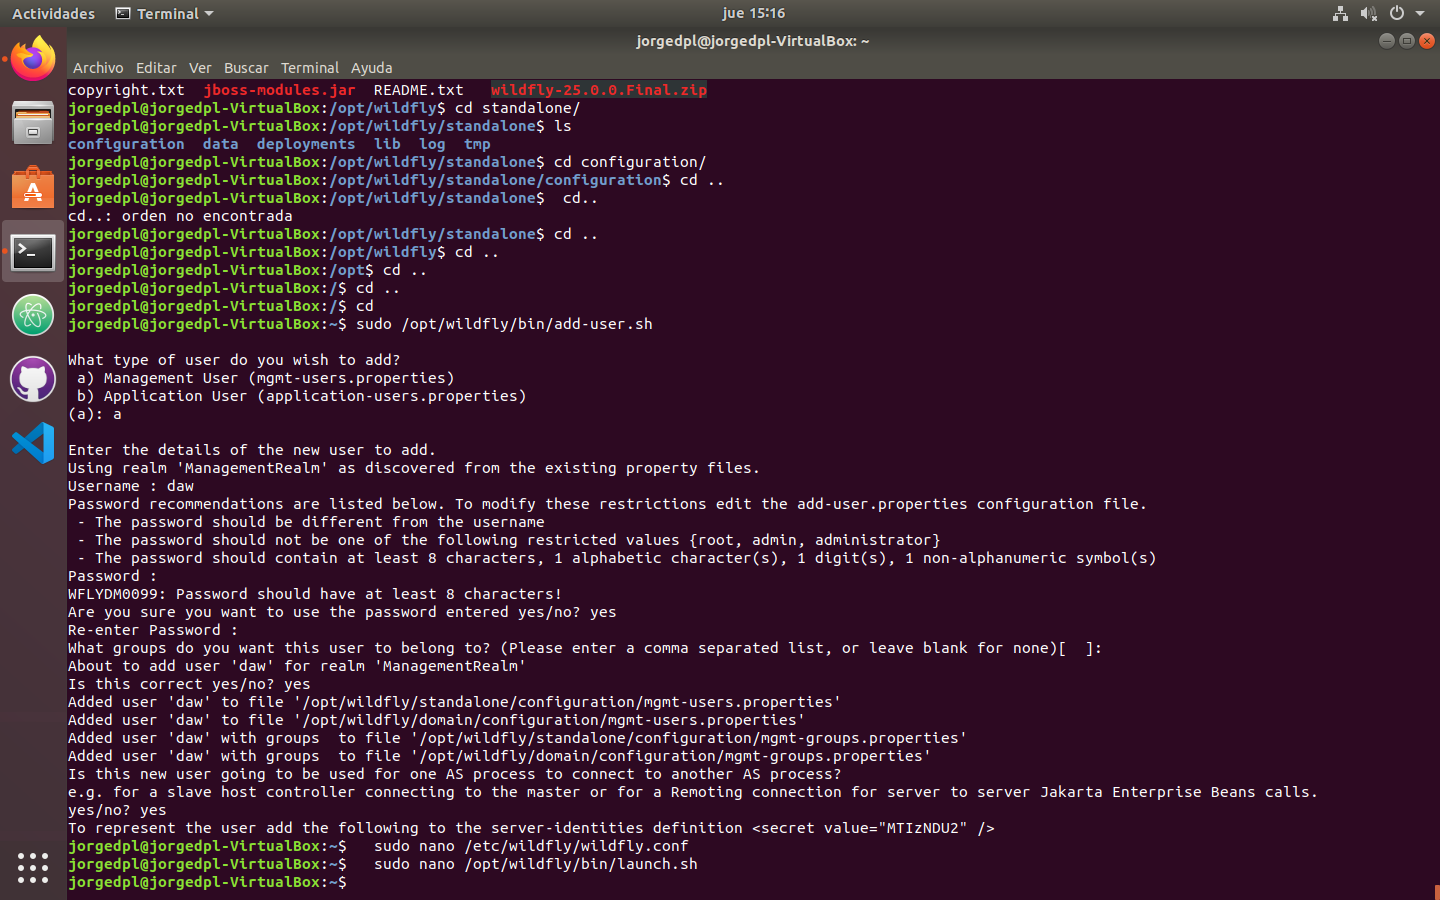 Actividades Terminal jue 15:16
jorgedpl@jorgedpl-VirtualBox: ~
Archivo Editar Ver Buscar Terminal Ayuda
copyright.txt  jboss-modules.jar  README.txt   wildfly-25.0.0.Final.zip
jorgedpl@jorgedpl-VirtualBox:/opt/wildfly$ cd standalone/
jorgedpl@jorgedpl-VirtualBox:/opt/wildfly/standalone$ ls
configuration  data  deployments  lib  log  tmp
jorgedpl@jorgedpl-VirtualBox:/opt/wildfly/standalone$ cd configuration/
jorgedpl@jorgedpl-VirtualBox:/opt/wildfly/standalone/configuration$ cd ..
jorgedpl@jorgedpl-VirtualBox:/opt/wildfly/standalone$  cd..
cd..: orden no encontrada
jorgedpl@jorgedpl-VirtualBox:/opt/wildfly/standalone$ cd ..
jorgedpl@jorgedpl-VirtualBox:/opt/wildfly$ cd ..
jorgedpl@jorgedpl-VirtualBox:/opt$ cd ..
jorgedpl@jorgedpl-VirtualBox:/$ cd ..
jorgedpl@jorgedpl-VirtualBox:/$ cd
jorgedpl@jorgedpl-VirtualBox:~$ sudo /opt/wildfly/bin/add-user.sh
What type of user do you wish to add?
 a) Management User (mgmt-users.properties)
 b) Application User (application-users.properties)
(a): a
Enter the details of the new user to add.
Using realm 'ManagementRealm' as discovered from the existing property files.
Username : daw
Password recommendations are listed below. To modify these restrictions edit the add-user.properties configuration file.
 - The password should be different from the username
 - The password should not be one of the following restricted values {root, admin, administrator}
 - The password should contain at least 8 characters, 1 alphabetic character(s), 1 digit(s), 1 non-alphanumeric symbol(s)
Password :
WFLYDM0099: Password should have at least 8 characters!
Are you sure you want to use the password entered yes/no? yes
Re-enter Password :
What groups do you want this user to belong to? (Please enter a comma separated list, or leave blank for none)[  ]:
About to add user 'daw' for realm 'ManagementRealm'
Is this correct yes/no? yes
Added user 'daw' to file '/opt/wildfly/standalone/configuration/mgmt-users.properties'
Added user 'daw' to file '/opt/wildfly/domain/configuration/mgmt-users.properties'
Added user 'daw' with groups  to file '/opt/wildfly/standalone/configuration/mgmt-groups.properties'
Added user 'daw' with groups  to file '/opt/wildfly/domain/configuration/mgmt-groups.properties'
Is this new user going to be used for one AS process to connect to another AS process?
e.g. for a slave host controller connecting to the master or for a Remoting connection for server to server Jakarta Enterprise Beans calls.
yes/no? yes
To represent the user add the following to the server-identities definition <secret value="MTIzNDU2" />
jorgedpl@jorgedpl-VirtualBox:~$   sudo nano /etc/wildfly/wildfly.conf
jorgedpl@jorgedpl-VirtualBox:~$   sudo nano /opt/wildfly/bin/launch.sh
jorgedpl@jorgedpl-VirtualBox:~$